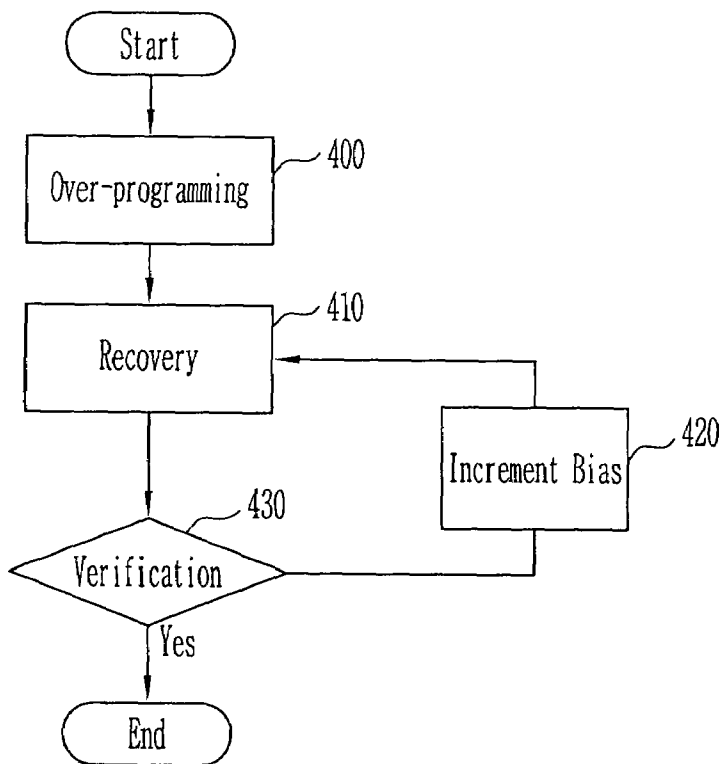 Start
Over-programming
400
Recovery
410
Increment Bias
420
Verification
430
Yes
End